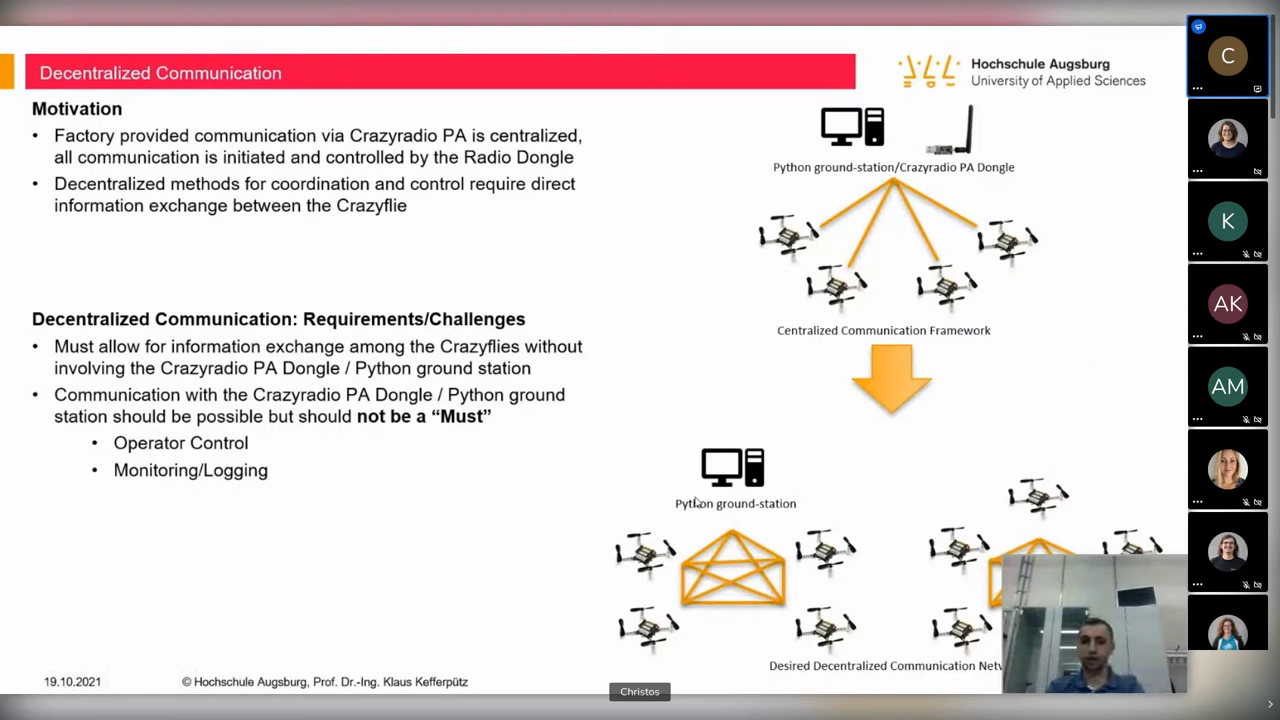 Decentralized Communication
Hochschule Augsburg
University of Applied Sciences
Motivation
• Factory provided communication via Crazyradio PA is centralized,
all communication is initiated and controlled by the Radio Dongle
• Decentralized methods for coordination and control require direct
information exchange between the Crazyflie
Python ground-station/Crazyradio PA Dongle
Centralized Communication Framework
Decentralized Communication: Requirements/Challenges
• Must allow for information exchange among the Crazyflies without
involving the Crazyradio PA Dongle / Python ground station
• Communication with the Crazyradio PA Dongle / Python ground
station should be possible but should not be a “Must”
• Operator Control
• Monitoring/Logging
Python ground-station
Desired Decentralized Communication
19.10.2021
© Hochschule Augsburg, Prof. Dr.-Ing. Klaus Kefferpütz
Christos
C
K
AK
AM